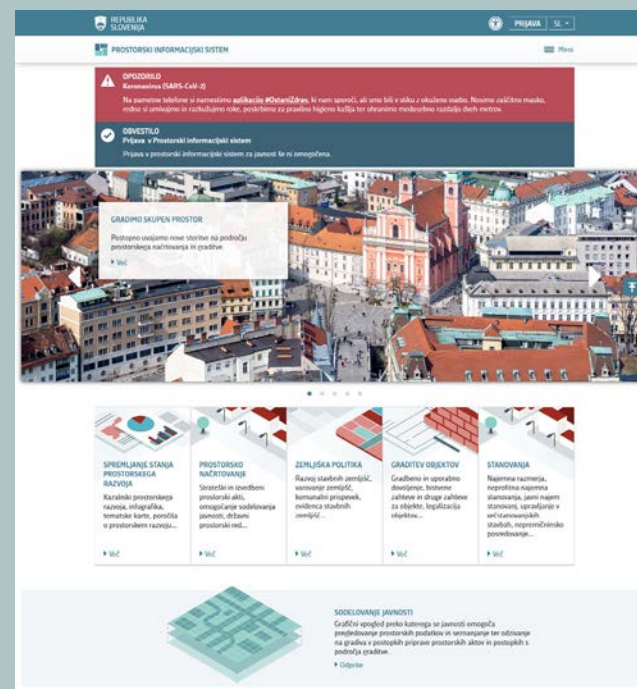 REPUBLIKA
SLOVENIJA
PRIJAVA
SL
PROSTORSKI INFORMACIJSKI SISTEM
Meni
OPOZORILO
Koronavirus (SARS-CoV-2)
Na pametne telefone si namestimo aplikacijo #OstaniZdrav, ki nam sporoči, ali smo bili v stiku z okuženo osebo. Nosimo zaščitno masko,
redno si umivajmo in razkužujmo roke, poskrbimo za pravilno higieno kašlja ter ohranimo medosebno razdaljo dveh metrov.
OBVESTILO
Prijava v Prostorski informacijski sistem
Prijava v prostorski informacijski sistem za javnost še ni omogočena.
GRADIMO SKUPEN PROSTOR
Postopno uvajamo nove storitve na področju
prostorskega načrtovanja in graditve.
Več
SPREMLJANJE STANJA
PROSTORSKEGA
RAZVOJA
Kazalniki prostorskega
razvoja, infografika,
tematske karte, poročila
o prostorskem razvoju...
Več
PROSTORSKO
NAČRTOVANJE
Strateški in izvedbeni
prostorski akti,
omogočanje sodelovanja
javnosti, državni
prostorski red...
Več
ZEMLJIŠKA POLITIKA
Razvoj stavbnih zemljišč,
varovanje zemljišč,
komunalni prispevek,
evidenca stavbnih
zemljišč...
Več
GRADITEV OBJEKTOV
Gradbeno in uporabno
dovoljenje, bistvene
zahteve in druge zahteve
za objekte, legalizacija
objektov...
Več
STANOVANJA
Najemna razmerja,
neprofitna najemna
stanovanja, javni najem
stanovanj, upravljanje v
večstanovanjskih
stavbah, nepremičninsko
posredovanje...
Več
SODELOVANJE JAVNOSTI
Grafični vpogled preko katerega se javnosti omogoča
pregledovanje prostorskih podatkov in seznanjanje ter odzivanje
na gradiva v postopkih priprave prostorskih aktov in postopkih s
področja graditve.
Odprite